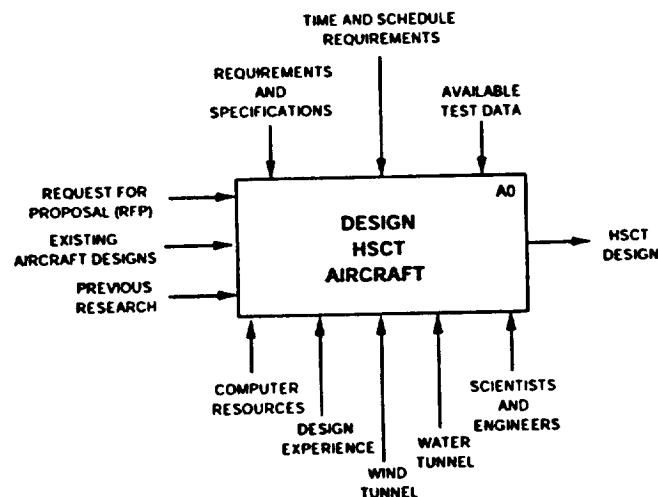 TIME AND SCHEDULE
REQUIREMENTS
REQUIREMENTS
AND
SPECIFICATIONS
AVAILABLE
TEST DATA
A0
REQUEST FOR
PROPOSAL (RFP)
EXISTING
AIRCRAFT DESIGNS
PREVIOUS
RESEARCH
DESIGN
HSCT
AIRCRAFT
HSCT
DESIGN
COMPUTER
RESOURCES
DESIGN
EXPERIENCE
WIND
TUNNEL
WATER
TUNNEL
SCIENTISTS
AND
ENGINEERS